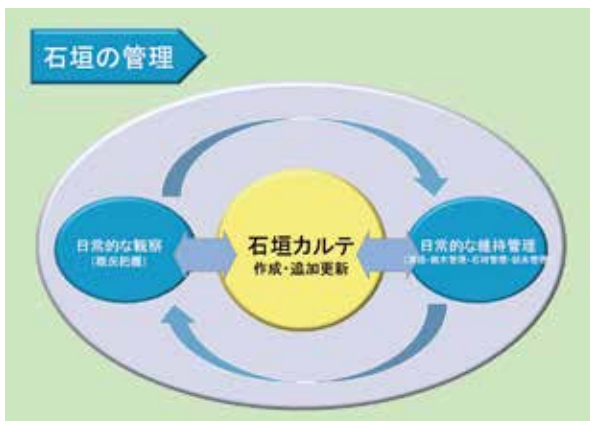 石垣の管理
日常的な観察
(現況把握)
石垣カルテ
作成・追加更新
日常的な維持管理